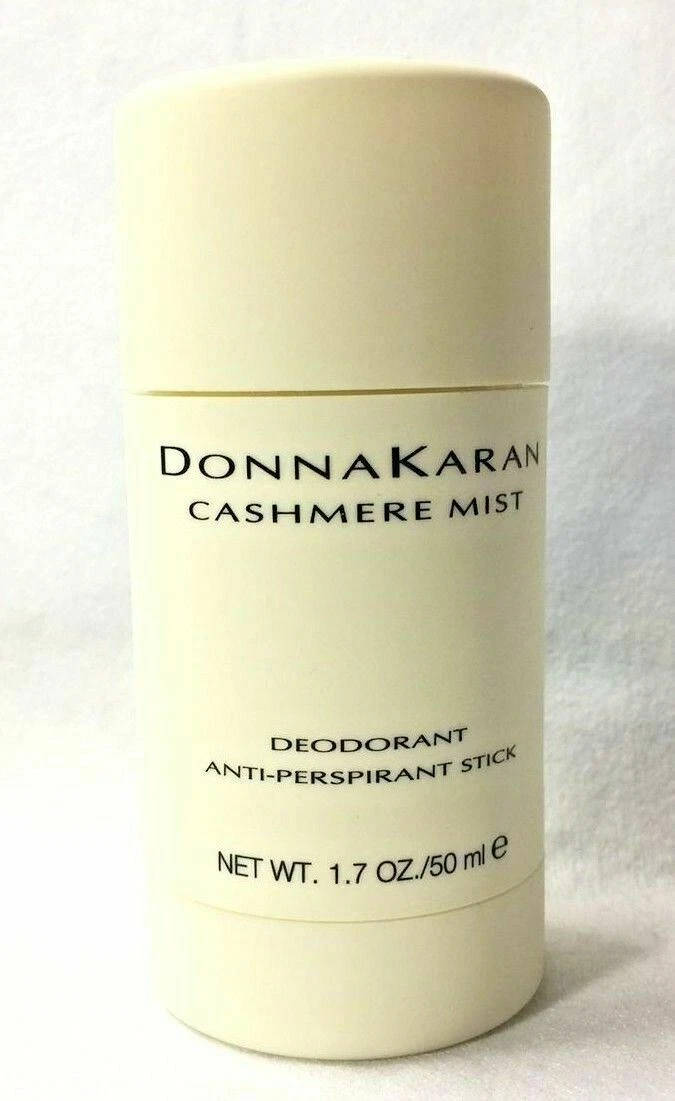 DONNAKARAN
CASHMERE MIST
DEODORANT
ANTI-PERSPIRANT STICK
NET WT. 1.7 OZ./50 ml ℮